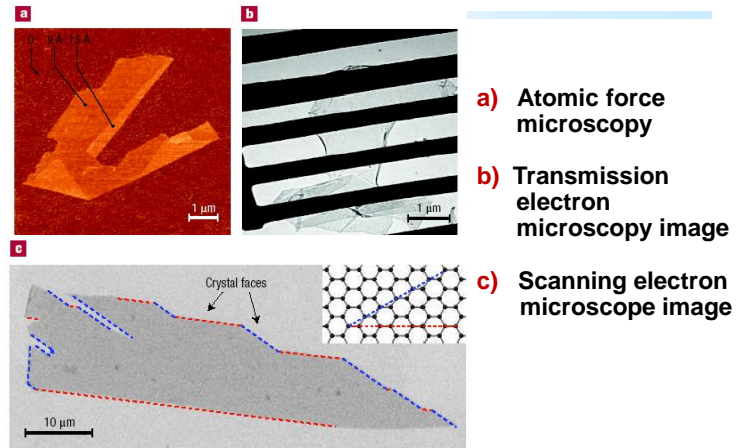 a
0 9 Å 13 Å
1 µm
b
1 µm
c
Crystal faces
10 µm
a) Atomic force
microscopy
b) Transmission
electron
microscopy image
c) Scanning electron
microscope image